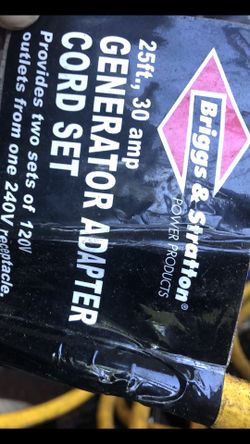 Briggs & Stratton®
POWER PRODUCTS
25ft., 30 amp
GENERATOR ADAPTER
CORD SET
Provides two sets of 120V
outlets from one 240V receptacle.